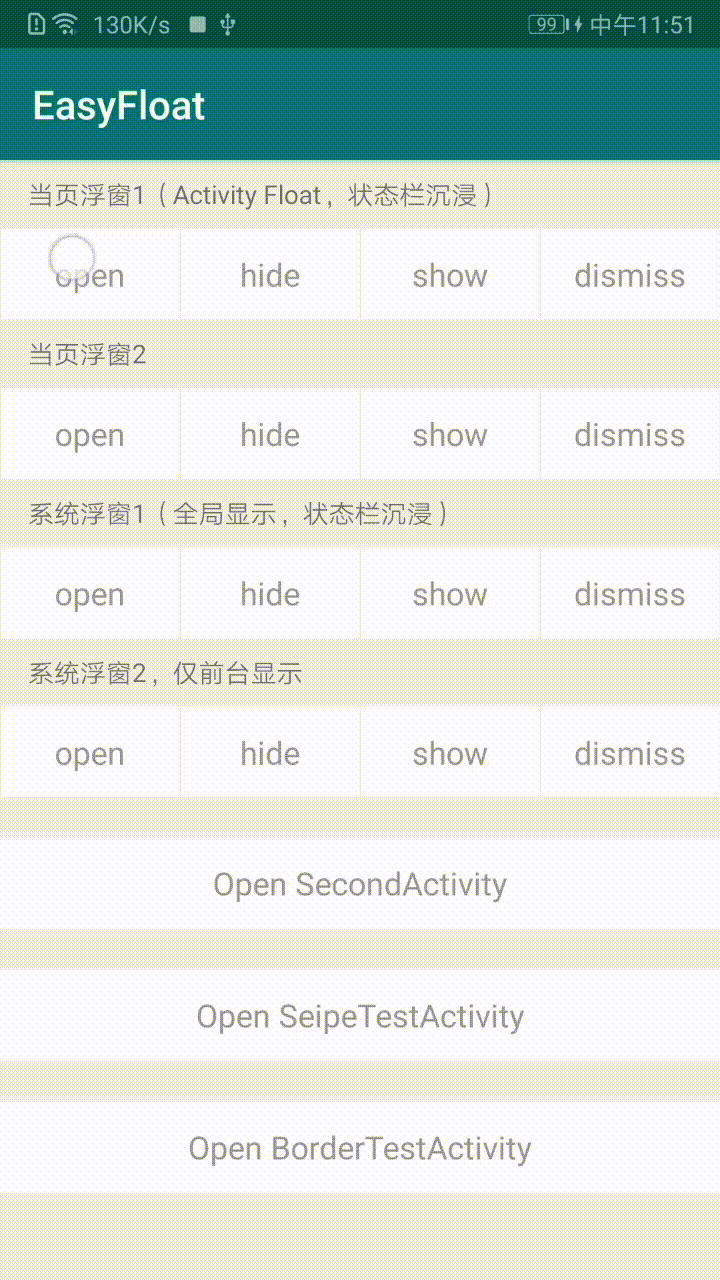 130K/s 99 中午11:51
EasyFloat
当页浮窗1（Activity Float，状态栏沉浸）
open hide show dismiss
当页浮窗2
open hide show dismiss
系统浮窗1（全局显示，状态栏沉浸）
open hide show dismiss
系统浮窗2，仅前台显示
open hide show dismiss
Open SecondActivity
Open SeipeTestActivity
Open BorderTestActivity